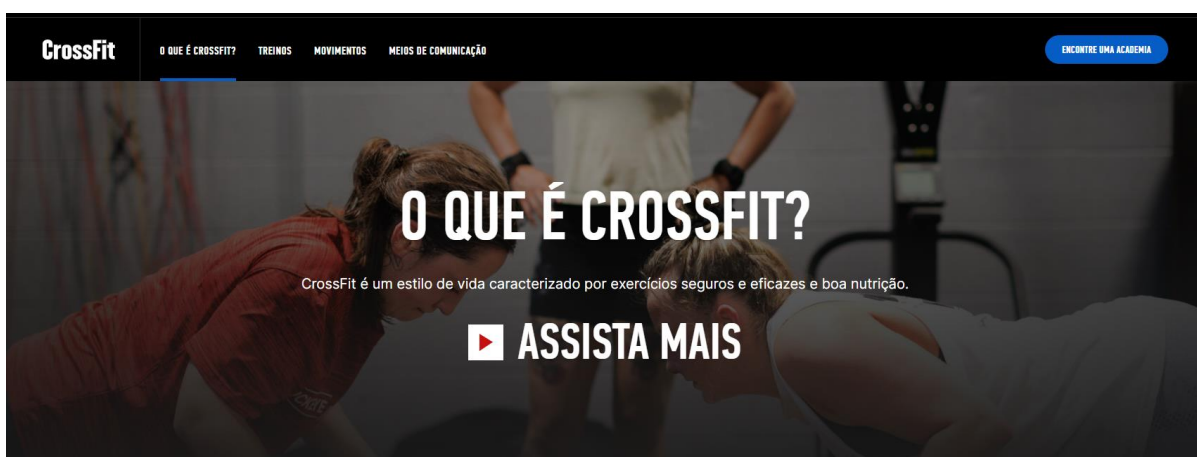 CrossFit
O QUE É CROSSFIT?
TREINOS
MOVIMENTOS
MEIOS DE COMUNICAÇÃO
ENCONTRE UMA ACADEMIA
O QUE É CROSSFIT?
CrossFit é um estilo de vida caracterizado por exercícios seguros e eficazes e boa nutrição.
ASSISTA MAIS